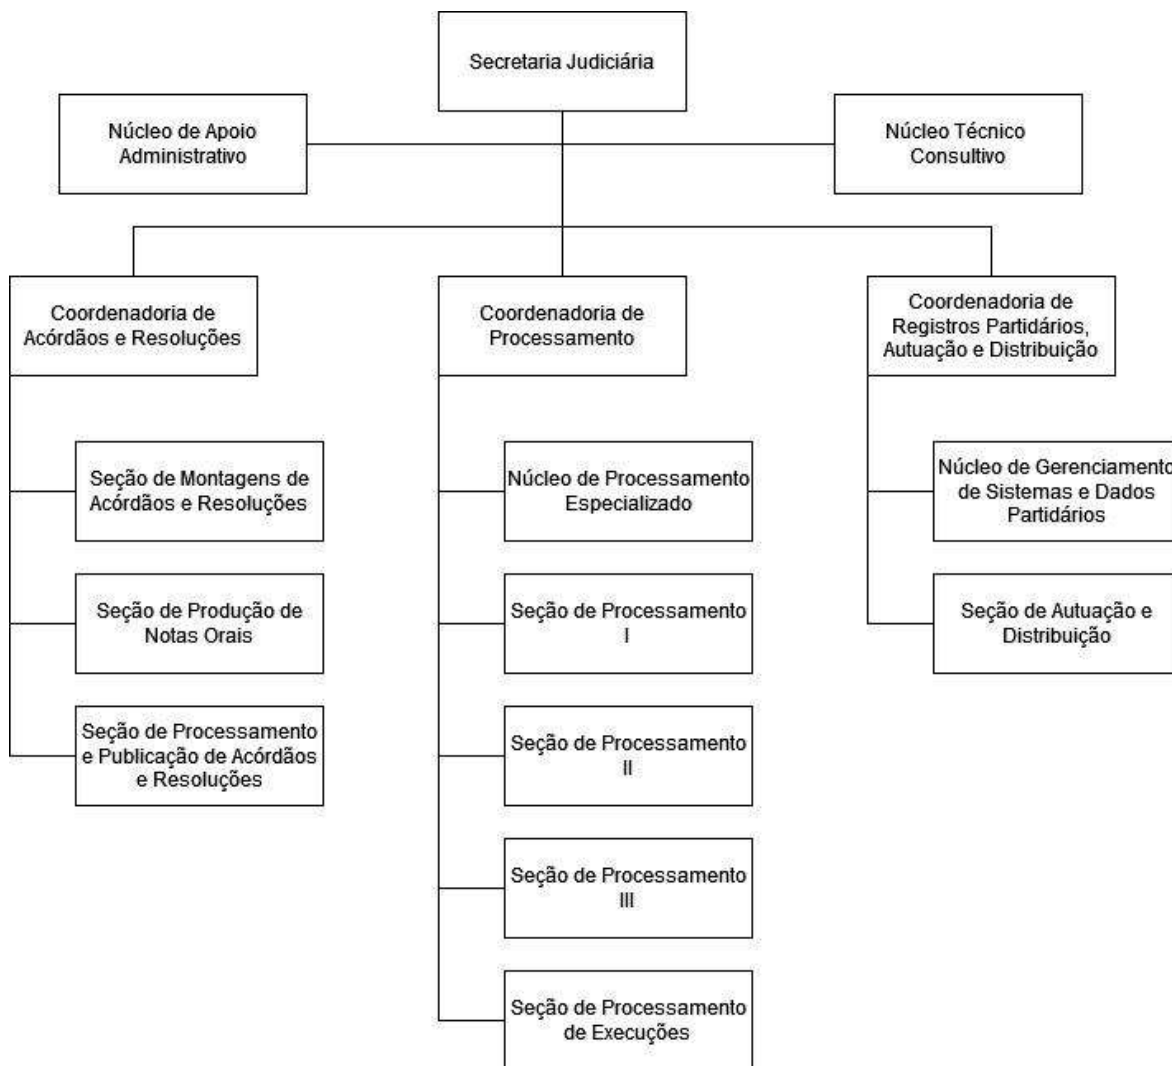 Secretaria Judiciária
Núcleo de Apoio
Administrativo
Núcleo Técnico
Consultivo
Coordenadoria de
Acórdãos e Resoluções
Coordenadoria de
Processamento
Coordenadoria de
Registros Partidários,
Autuação e Distribuição
Seção de Montagens de
Acórdãos e Resoluções
Seção de Produção de
Notas Orais
Seção de Processamento
e Publicação de Acórdãos
e Resoluções
Núcleo de Processamento
Especializado
Seção de Processamento
I
Seção de Processamento
II
Seção de Processamento
III
Seção de Processamento
de Execuções
Núcleo de Gerenciamento
de Sistemas e Dados
Partidários
Seção de Autuação e
Distribuição